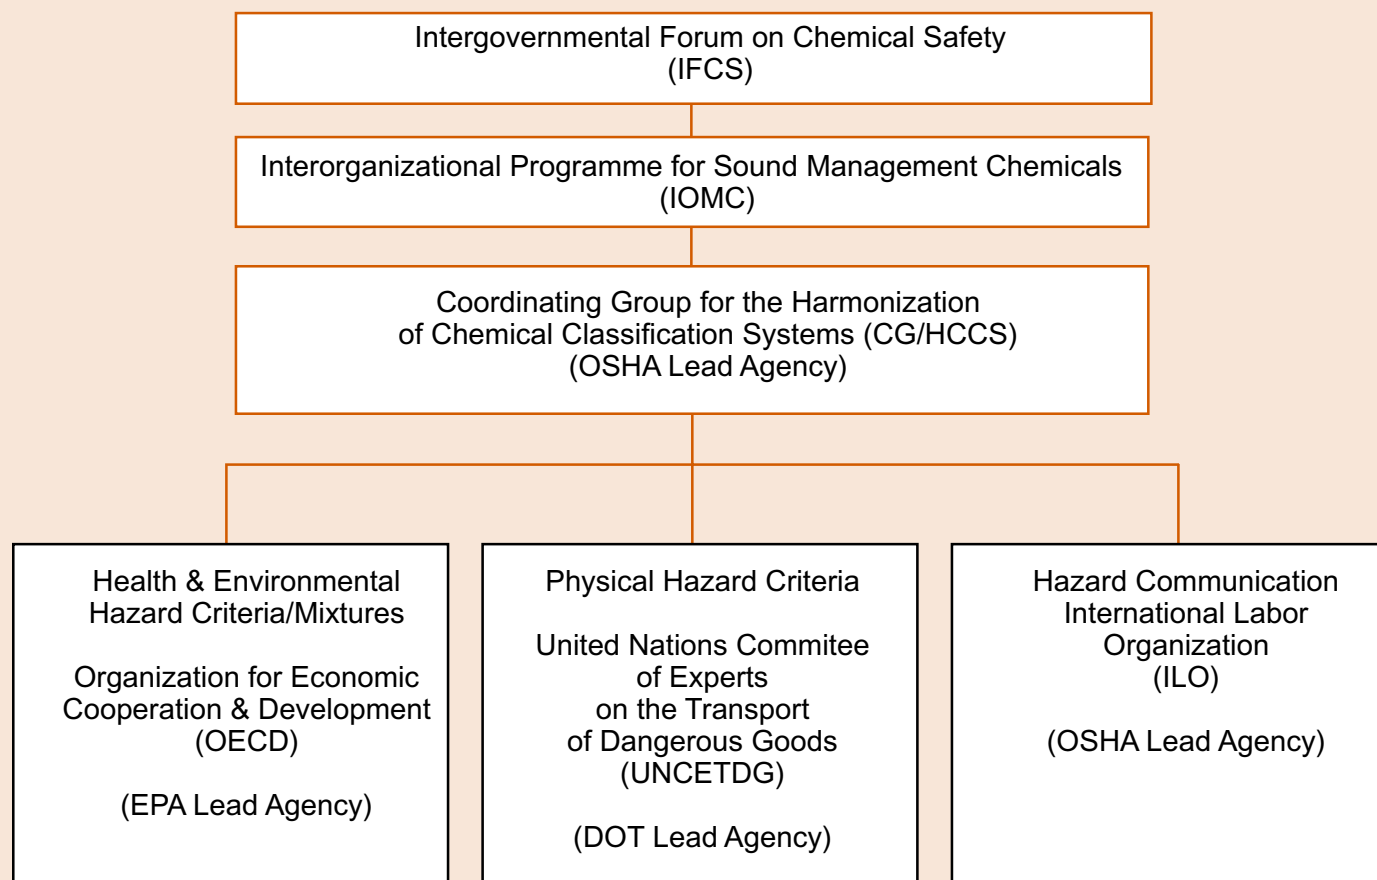 Intergovernmental Forum on Chemical Safety
(IFCS)
Interorganizational Programme for Sound Management Chemicals
(IOMC)
Coordinating Group for the Harmonization
of Chemical Classification Systems (CG/HCCS)
(OSHA Lead Agency)
Health & Environmental
Hazard Criteria/Mixtures
Organization for Economic
Cooperation & Development
(OECD)
(EPA Lead Agency)
Physical Hazard Criteria
United Nations Commitee
of Experts
on the Transport
of Dangerous Goods
(UNCETDG)
(DOT Lead Agency)
Hazard Communication
International Labor
Organization
(ILO)
(OSHA Lead Agency)